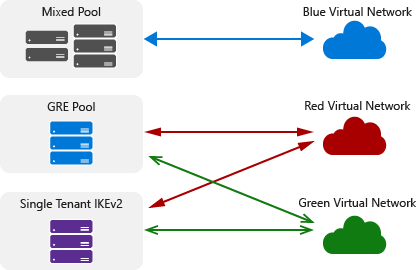 Mixed Pool
Blue Virtual Network
GRE Pool
Red Virtual Network
Single Tenant IKEv2
Green Virtual Network